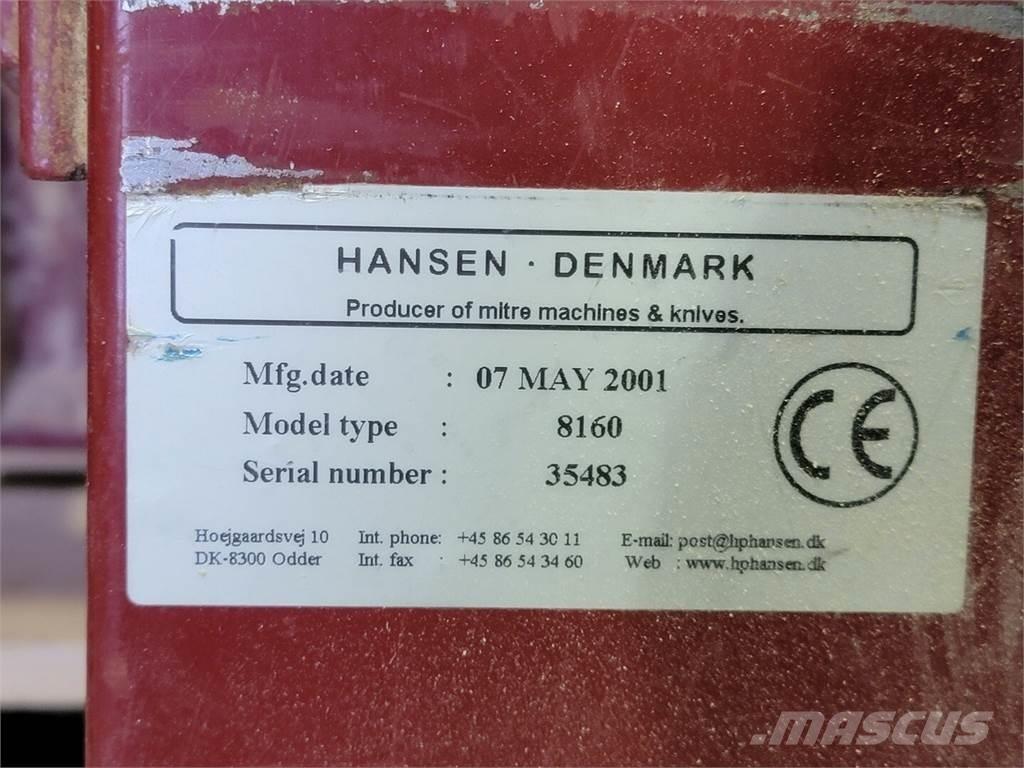 HANSEN · DENMARK
Producer of mitre machines & knives.
Mfg.date : 07 MAY 2001
Model type : 8160
Serial number : 35483
CE
Hoejgaardsvej 10 Int. phone: +45 86 54 30 11 E-mail: post@hphansen.dk
DK-8300 Odder Int. fax : +45 86 54 34 60 Web : www.hphansen.dk
MASCUS